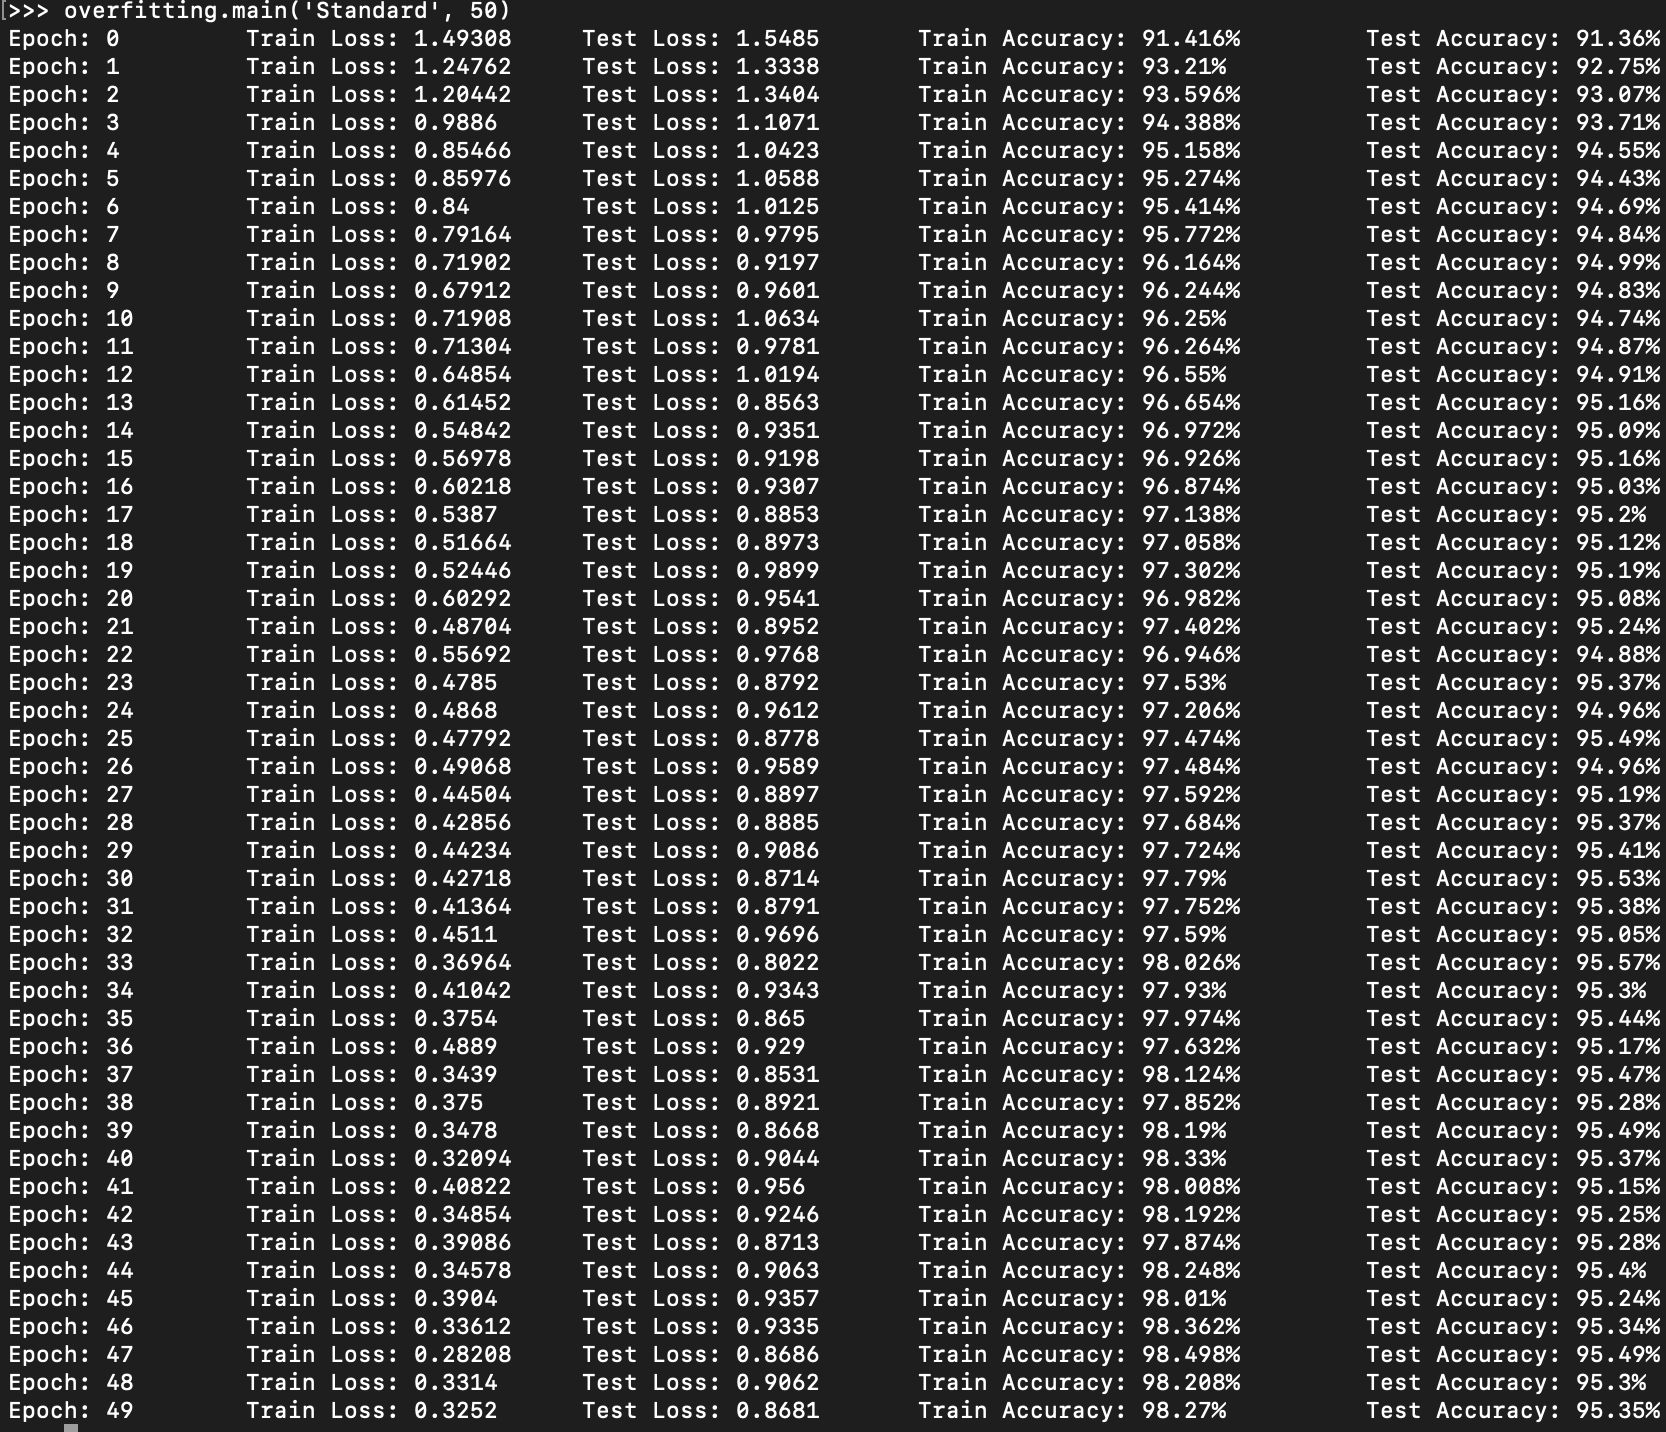 [>>> overfitting.main('Standard', 50)
Epoch: 0 Train Loss: 1.49308 Test Loss: 1.5485 Train Accuracy: 91.416% Test Accuracy: 91.36%
Epoch: 1 Train Loss: 1.24762 Test Loss: 1.3338 Train Accuracy: 93.21% Test Accuracy: 92.75%
Epoch: 2 Train Loss: 1.20442 Test Loss: 1.3404 Train Accuracy: 93.596% Test Accuracy: 93.07%
Epoch: 3 Train Loss: 0.9886 Test Loss: 1.1071 Train Accuracy: 94.388% Test Accuracy: 93.71%
Epoch: 4 Train Loss: 0.85466 Test Loss: 1.0423 Train Accuracy: 95.158% Test Accuracy: 94.55%
Epoch: 5 Train Loss: 0.85976 Test Loss: 1.0588 Train Accuracy: 95.274% Test Accuracy: 94.43%
Epoch: 6 Train Loss: 0.84 Test Loss: 1.0125 Train Accuracy: 95.414% Test Accuracy: 94.69%
Epoch: 7 Train Loss: 0.79164 Test Loss: 0.9795 Train Accuracy: 95.772% Test Accuracy: 94.84%
Epoch: 8 Train Loss: 0.71902 Test Loss: 0.9197 Train Accuracy: 96.164% Test Accuracy: 94.99%
Epoch: 9 Train Loss: 0.67912 Test Loss: 0.9601 Train Accuracy: 96.244% Test Accuracy: 94.83%
Epoch: 10 Train Loss: 0.71908 Test Loss: 1.0634 Train Accuracy: 96.25% Test Accuracy: 94.74%
Epoch: 11 Train Loss: 0.71304 Test Loss: 0.9781 Train Accuracy: 96.264% Test Accuracy: 94.87%
Epoch: 12 Train Loss: 0.64854 Test Loss: 1.0194 Train Accuracy: 96.55% Test Accuracy: 94.91%
Epoch: 13 Train Loss: 0.61452 Test Loss: 0.8563 Train Accuracy: 96.654% Test Accuracy: 95.16%
Epoch: 14 Train Loss: 0.54842 Test Loss: 0.9351 Train Accuracy: 96.972% Test Accuracy: 95.09%
Epoch: 15 Train Loss: 0.56978 Test Loss: 0.9198 Train Accuracy: 96.926% Test Accuracy: 95.16%
Epoch: 16 Train Loss: 0.60218 Test Loss: 0.9307 Train Accuracy: 96.874% Test Accuracy: 95.03%
Epoch: 17 Train Loss: 0.5387 Test Loss: 0.8853 Train Accuracy: 97.138% Test Accuracy: 95.2%
Epoch: 18 Train Loss: 0.51664 Test Loss: 0.8973 Train Accuracy: 97.058% Test Accuracy: 95.12%
Epoch: 19 Train Loss: 0.52446 Test Loss: 0.9899 Train Accuracy: 97.302% Test Accuracy: 95.19%
Epoch: 20 Train Loss: 0.60292 Test Loss: 0.9541 Train Accuracy: 96.982% Test Accuracy: 95.08%
Epoch: 21 Train Loss: 0.48704 Test Loss: 0.8952 Train Accuracy: 97.402% Test Accuracy: 95.24%
Epoch: 22 Train Loss: 0.55692 Test Loss: 0.9768 Train Accuracy: 96.946% Test Accuracy: 94.88%
Epoch: 23 Train Loss: 0.4785 Test Loss: 0.8792 Train Accuracy: 97.53% Test Accuracy: 95.37%
Epoch: 24 Train Loss: 0.4868 Test Loss: 0.9612 Train Accuracy: 97.206% Test Accuracy: 94.96%
Epoch: 25 Train Loss: 0.47792 Test Loss: 0.8778 Train Accuracy: 97.474% Test Accuracy: 95.49%
Epoch: 26 Train Loss: 0.49068 Test Loss: 0.9589 Train Accuracy: 97.484% Test Accuracy: 94.96%
Epoch: 27 Train Loss: 0.44504 Test Loss: 0.8897 Train Accuracy: 97.592% Test Accuracy: 95.19%
Epoch: 28 Train Loss: 0.42856 Test Loss: 0.8885 Train Accuracy: 97.684% Test Accuracy: 95.37%
Epoch: 29 Train Loss: 0.44234 Test Loss: 0.9086 Train Accuracy: 97.724% Test Accuracy: 95.41%
Epoch: 30 Train Loss: 0.42718 Test Loss: 0.8714 Train Accuracy: 97.79% Test Accuracy: 95.53%
Epoch: 31 Train Loss: 0.41364 Test Loss: 0.8791 Train Accuracy: 97.752% Test Accuracy: 95.38%
Epoch: 32 Train Loss: 0.4511 Test Loss: 0.9696 Train Accuracy: 97.59% Test Accuracy: 95.05%
Epoch: 33 Train Loss: 0.36964 Test Loss: 0.8022 Train Accuracy: 98.026% Test Accuracy: 95.57%
Epoch: 34 Train Loss: 0.41042 Test Loss: 0.9343 Train Accuracy: 97.93% Test Accuracy: 95.3%
Epoch: 35 Train Loss: 0.3754 Test Loss: 0.865 Train Accuracy: 97.974% Test Accuracy: 95.44%
Epoch: 36 Train Loss: 0.4889 Test Loss: 0.929 Train Accuracy: 97.632% Test Accuracy: 95.17%
Epoch: 37 Train Loss: 0.3439 Test Loss: 0.8531 Train Accuracy: 98.124% Test Accuracy: 95.47%
Epoch: 38 Train Loss: 0.375 Test Loss: 0.8921 Train Accuracy: 97.852% Test Accuracy: 95.28%
Epoch: 39 Train Loss: 0.3478 Test Loss: 0.8668 Train Accuracy: 98.19% Test Accuracy: 95.49%
Epoch: 40 Train Loss: 0.32094 Test Loss: 0.9044 Train Accuracy: 98.33% Test Accuracy: 95.37%
Epoch: 41 Train Loss: 0.40822 Test Loss: 0.956 Train Accuracy: 98.008% Test Accuracy: 95.15%
Epoch: 42 Train Loss: 0.34854 Test Loss: 0.9246 Train Accuracy: 98.192% Test Accuracy: 95.25%
Epoch: 43 Train Loss: 0.39086 Test Loss: 0.8713 Train Accuracy: 97.874% Test Accuracy: 95.28%
Epoch: 44 Train Loss: 0.34578 Test Loss: 0.9063 Train Accuracy: 98.248% Test Accuracy: 95.4%
Epoch: 45 Train Loss: 0.3904 Test Loss: 0.9357 Train Accuracy: 98.01% Test Accuracy: 95.24%
Epoch: 46 Train Loss: 0.33612 Test Loss: 0.9335 Train Accuracy: 98.362% Test Accuracy: 95.34%
Epoch: 47 Train Loss: 0.28208 Test Loss: 0.8686 Train Accuracy: 98.498% Test Accuracy: 95.49%
Epoch: 48 Train Loss: 0.3314 Test Loss: 0.9062 Train Accuracy: 98.208% Test Accuracy: 95.3%
Epoch: 49 Train Loss: 0.3252 Test Loss: 0.8681 Train Accuracy: 98.27% Test Accuracy: 95.35%